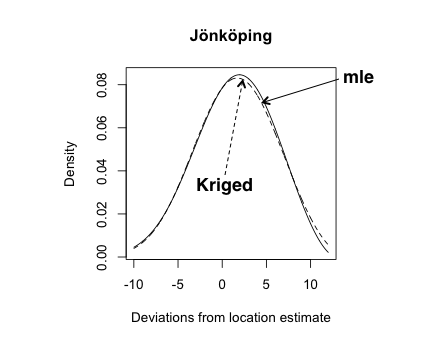 Jönköping
mle
Kriged
Density
0.00 0.02 0.04 0.06 0.08
-10 -5 0 5 10
Deviations from location estimate